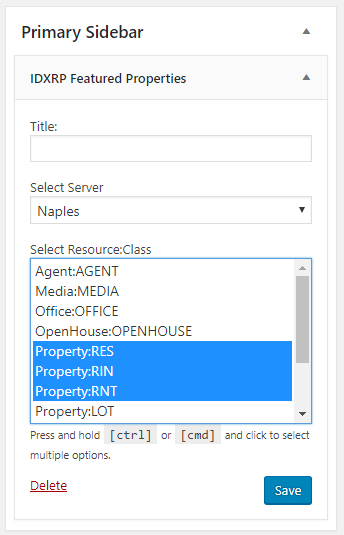 Primary Sidebar
IDXRP Featured Properties
Title:
Select Server
Naples
Select Resource:Class
Agent:AGENT
Media:MEDIA
Office:OFFICE
OpenHouse:OPENHOUSE
Property:RES
Property:RIN
Property:RNT
Property:LOT
Press and hold [ctrl] or [cmd] and click to select
multiple options.
Delete Save